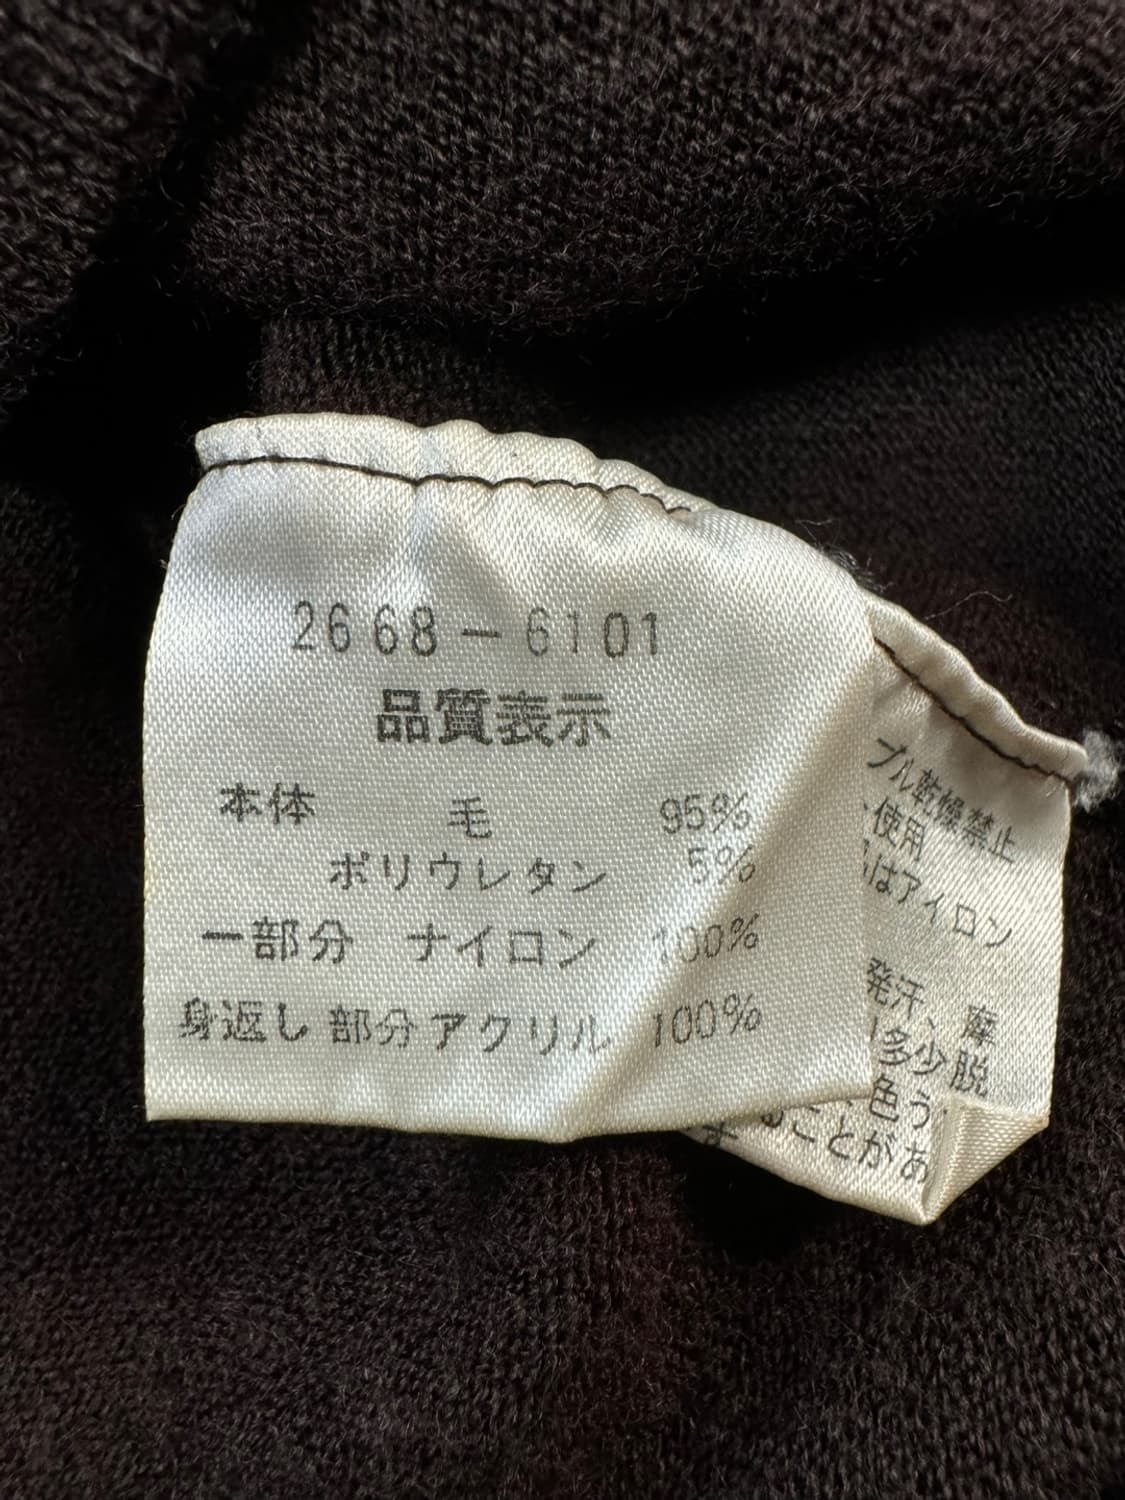 2668-6101
品質表示
本体 毛 95%
ポリウレタン 5%
一部分 ナイロン 100%
身返し部分アクリル 100%
ブル乾燥禁止
使用
はアイロン
発汗、摩
多少脱
色う
ることがあ